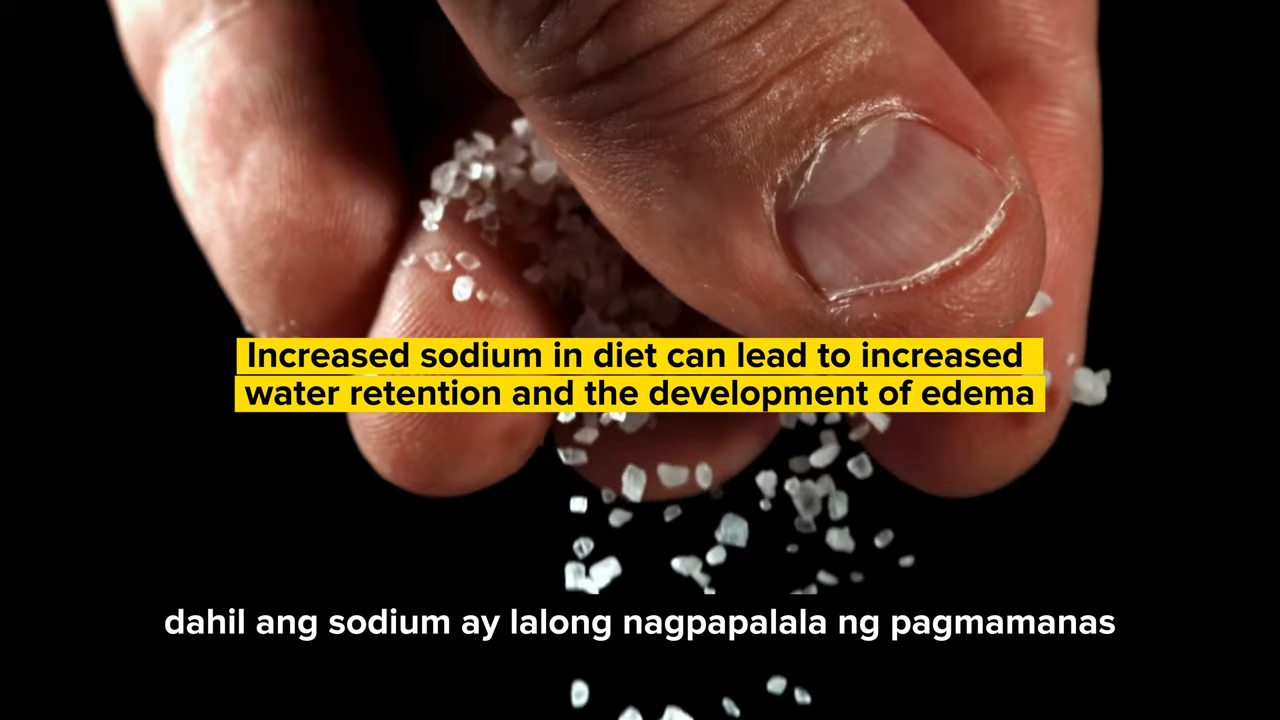 Increased sodium in diet can lead to increased
water retention and the development of edema
dahil ang sodium ay lalong nagpapalala ng pagmamanas